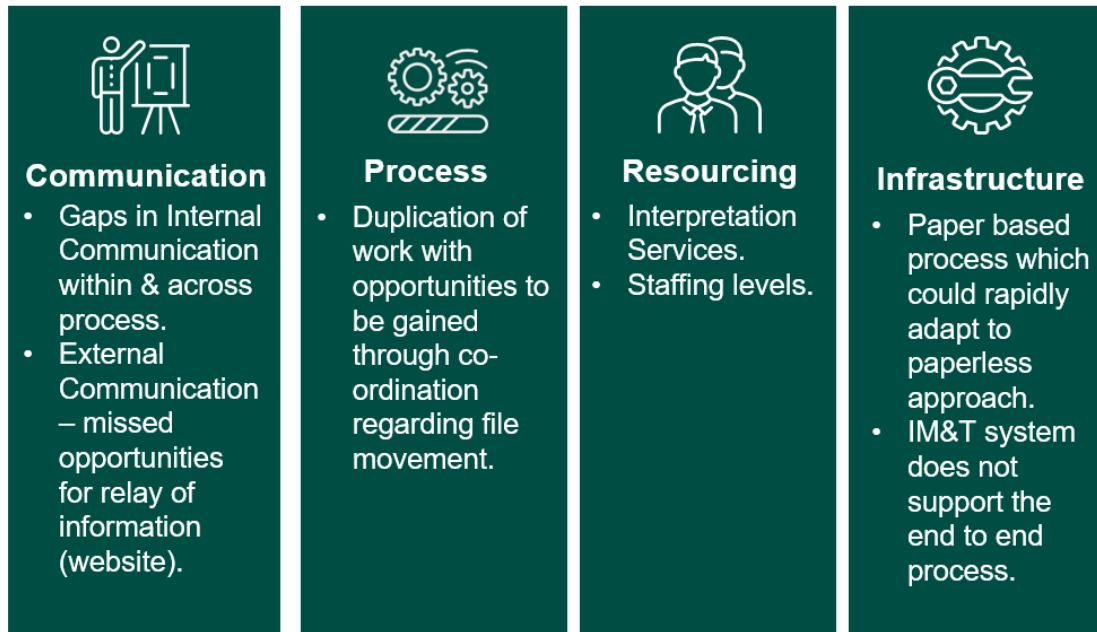 Communication
• Gaps in Internal
Communication
within & across
process.
• External
Communication
– missed
opportunities
for relay of
information
(website).
Process
• Duplication of
work with
opportunities to
be gained
through co-
ordination
regarding file
movement.
Resourcing
• Interpretation
Services.
• Staffing levels.
Infrastructure
• Paper based
process which
could rapidly
adapt to
paperless
approach.
• IM&T system
does not
support the
end to end
process.